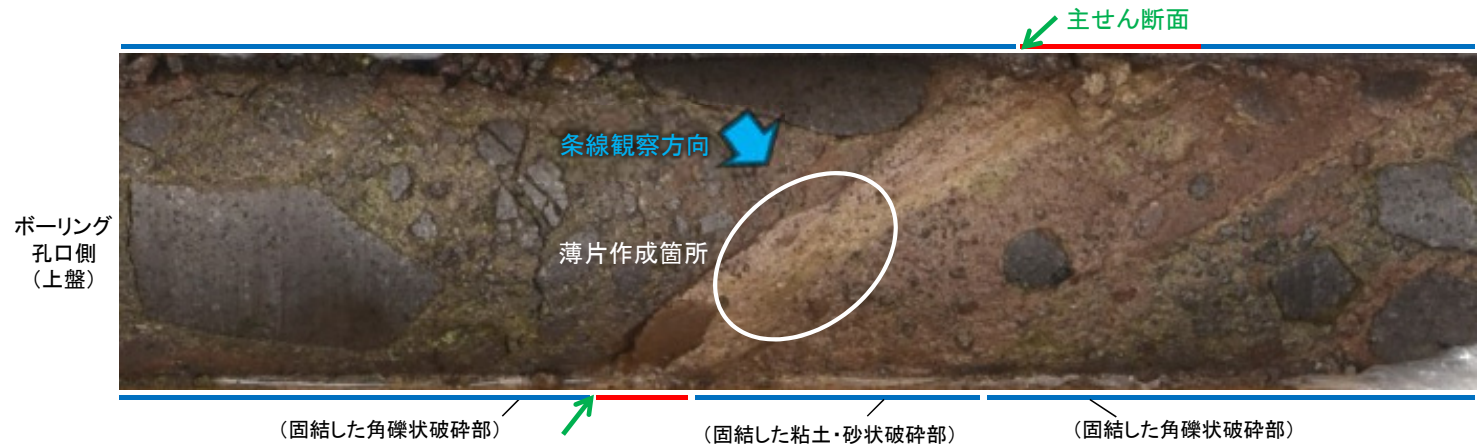 主せん断面
条線観察方向
薄片作成箇所
ボーリング
孔口側
（上盤）
（固結した角礫状破砕部）
（固結した粘土・砂状破砕部）
（固結した角礫状破砕部）